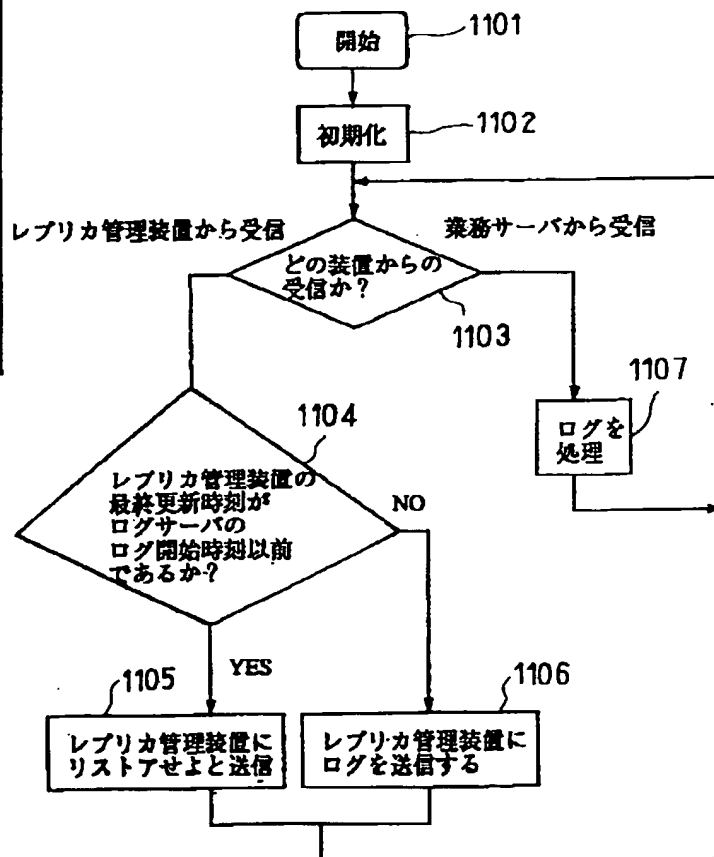 開始
1101
初期化
1102
レプリカ管理装置から受信
業務サーバから受信
どの装置からの
受信か?
1103
1107
ログを
処理
1104
レプリカ管理装置の
最終更新時刻が
ログサーバの
ログ開始時刻以前
であるか?
NO
YES
1105
1106
レプリカ管理装置に
リストアせよと送信
レプリカ管理装置に
ログを送信する